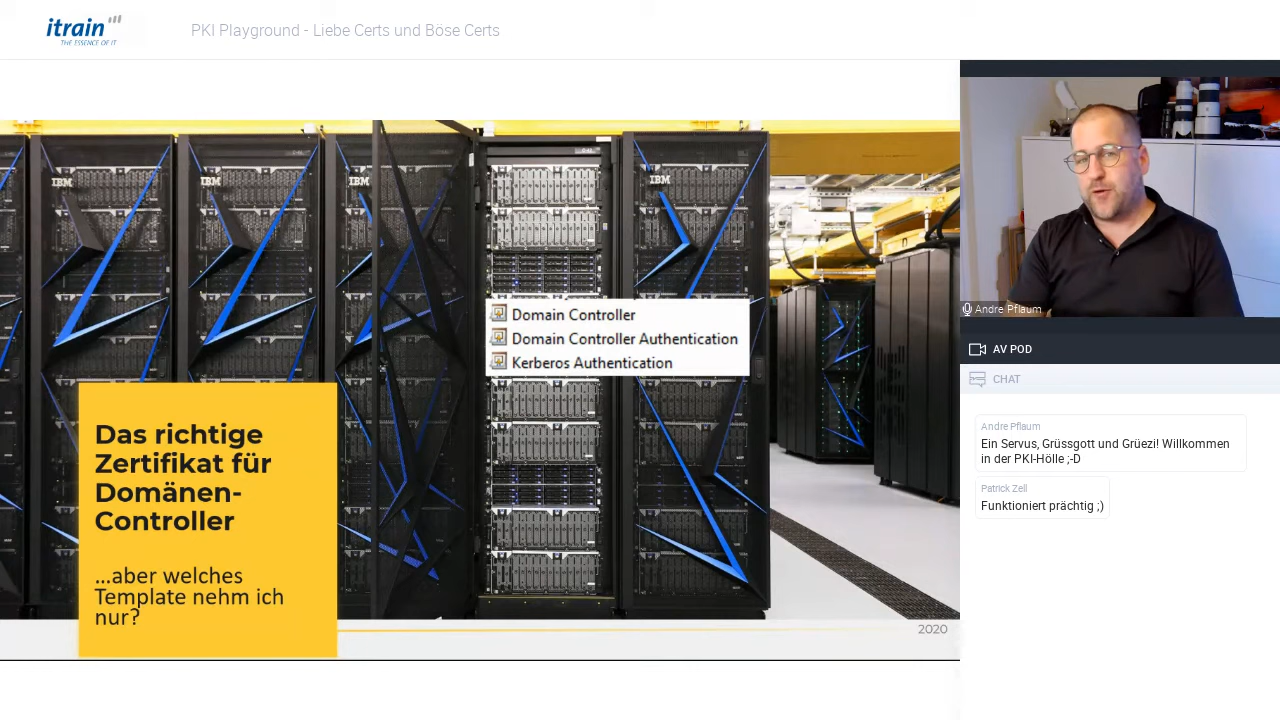 itrain
THE ESSENCE OF IT
PKI Playground - Liebe Certs und Böse Certs
IBM
IBM
IBM
IBM
Domain Controller
Domain Controller Authentication
Kerberos Authentication
Das richtige
Zertifikat für
Domänen-
Controller
...aber welches
Template nehm ich
nur?
2020
Andre Pflaum
AV POD
CHAT
Andre Pflaum
Ein Servus, Grüssgott und Grüezi! Willkommen
in der PKI-Hölle ;-D
Patrick Zell
Funktioniert prächtig ;)